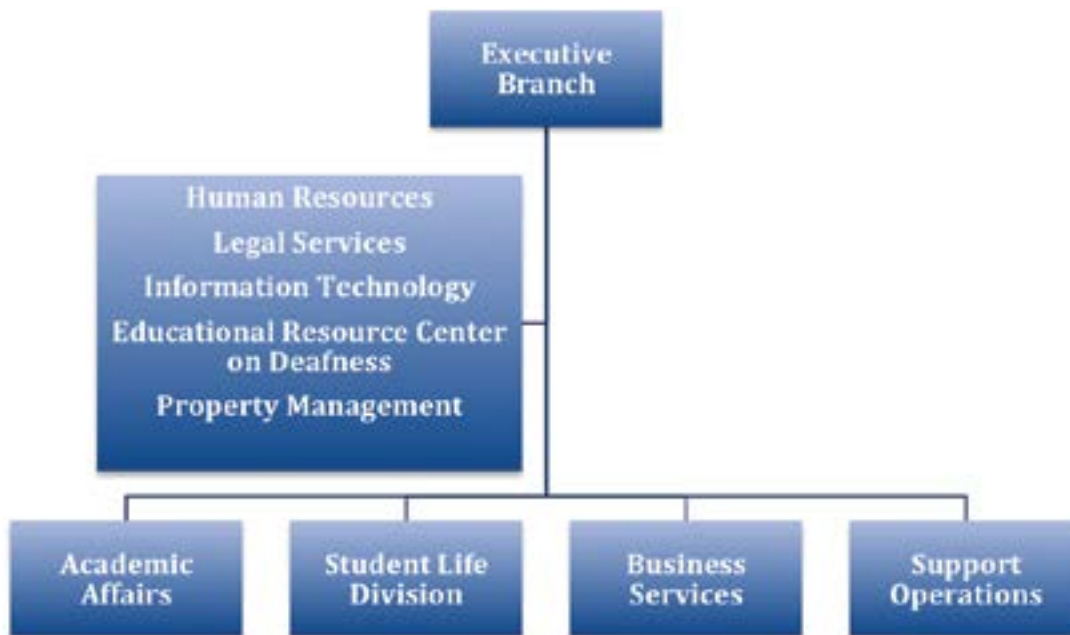 Executive
Branch
Human Resources
Legal Services
Information Technology
Educational Resource Center
on Deafness
Property Management
Academic
Affairs
Student Life
Division
Business
Services
Support
Operations